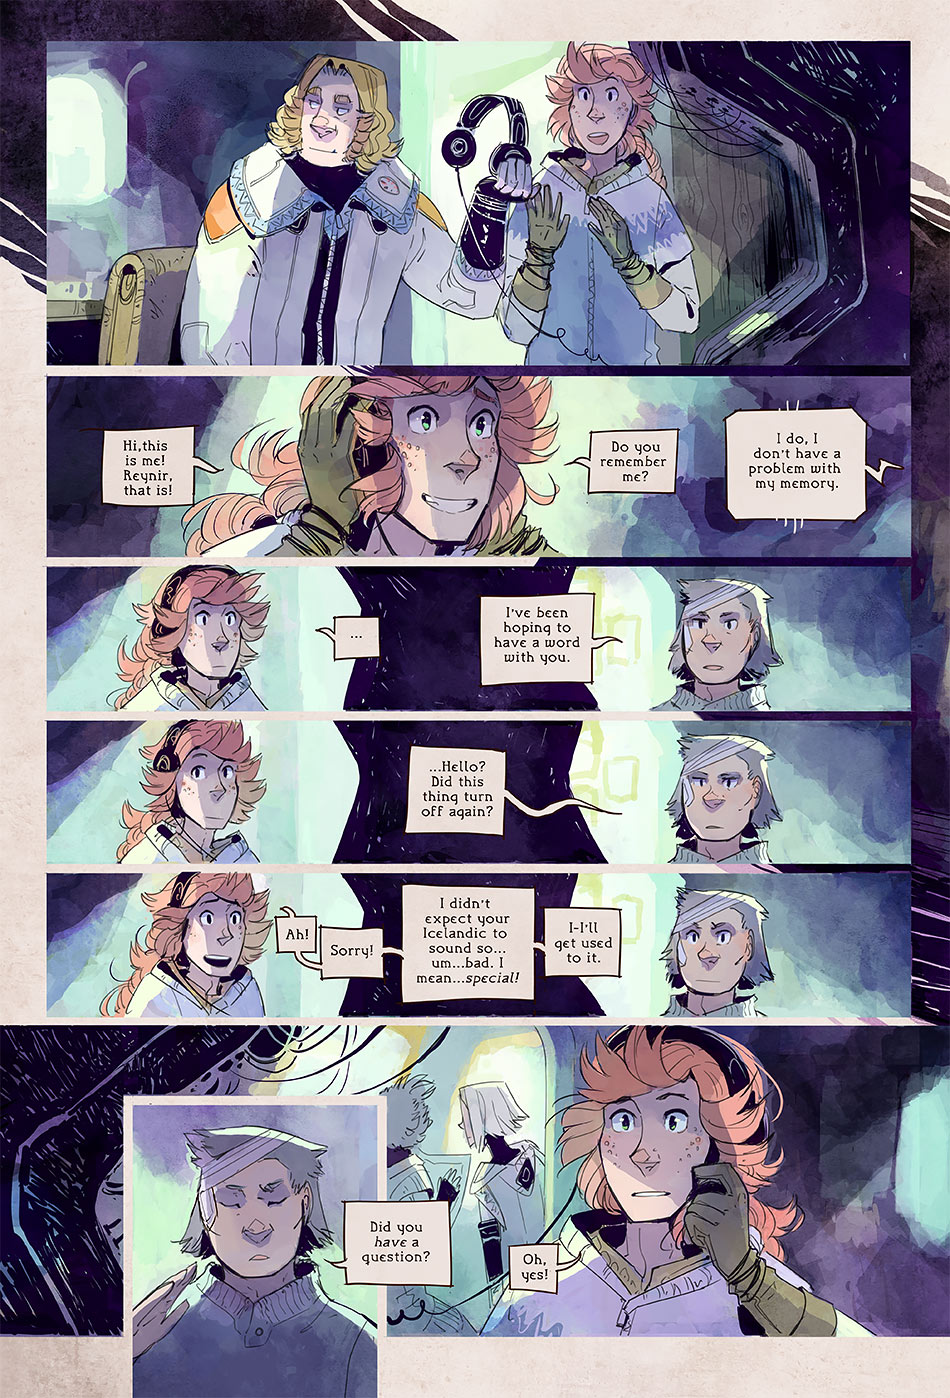 Hi,this
is me!
Reynir,
that is!
Do you
remember
me?
I do, I
don't have a
problem with
my memory.
...
I've been
hoping to
have a word
with you.
...Hello?
Did this
thing turn
off again?
Ah!
Sorry!
I didn't
expect your
Icelandic to
sound so...
um...bad. I
mean...special!
I-I'll
get used
to it.
Did you
have a
question?
Oh,
yes!